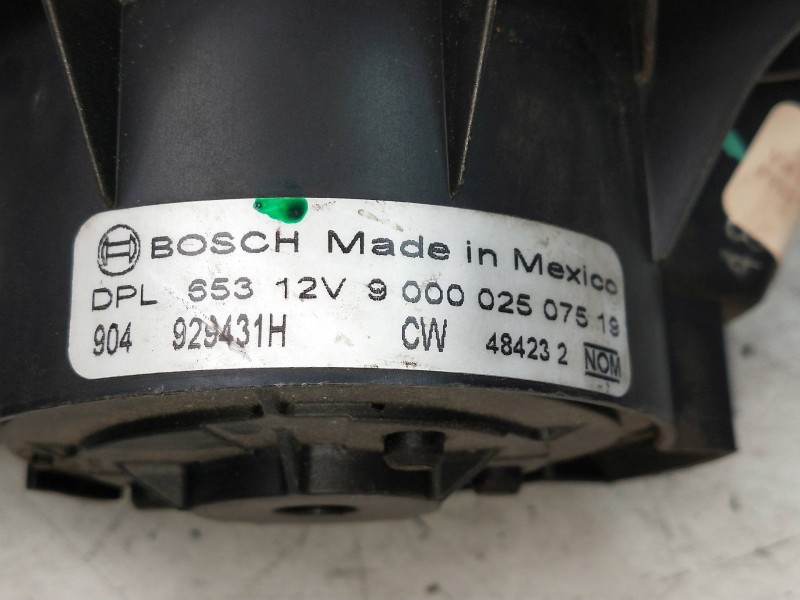 BOSCH Made in Mexico
DPL 653 12V 9 000 025 075 19
904 929431H CW 48423 2 NOM